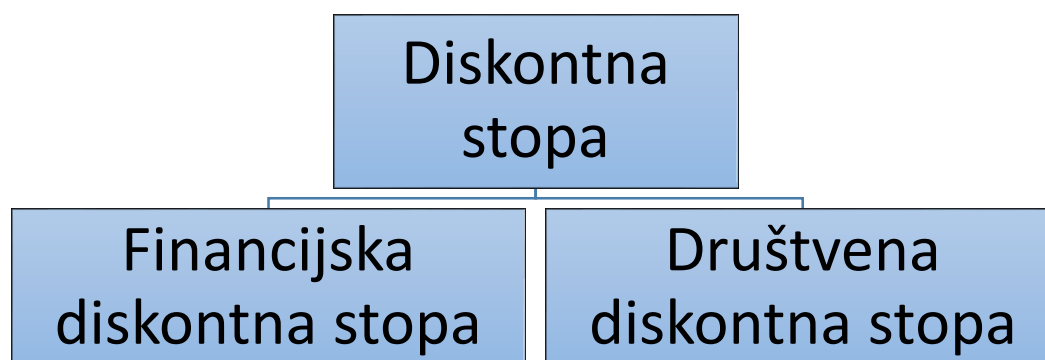 Diskontna
stopa
Financijska
diskontna stopa
Društvena
diskontna stopa